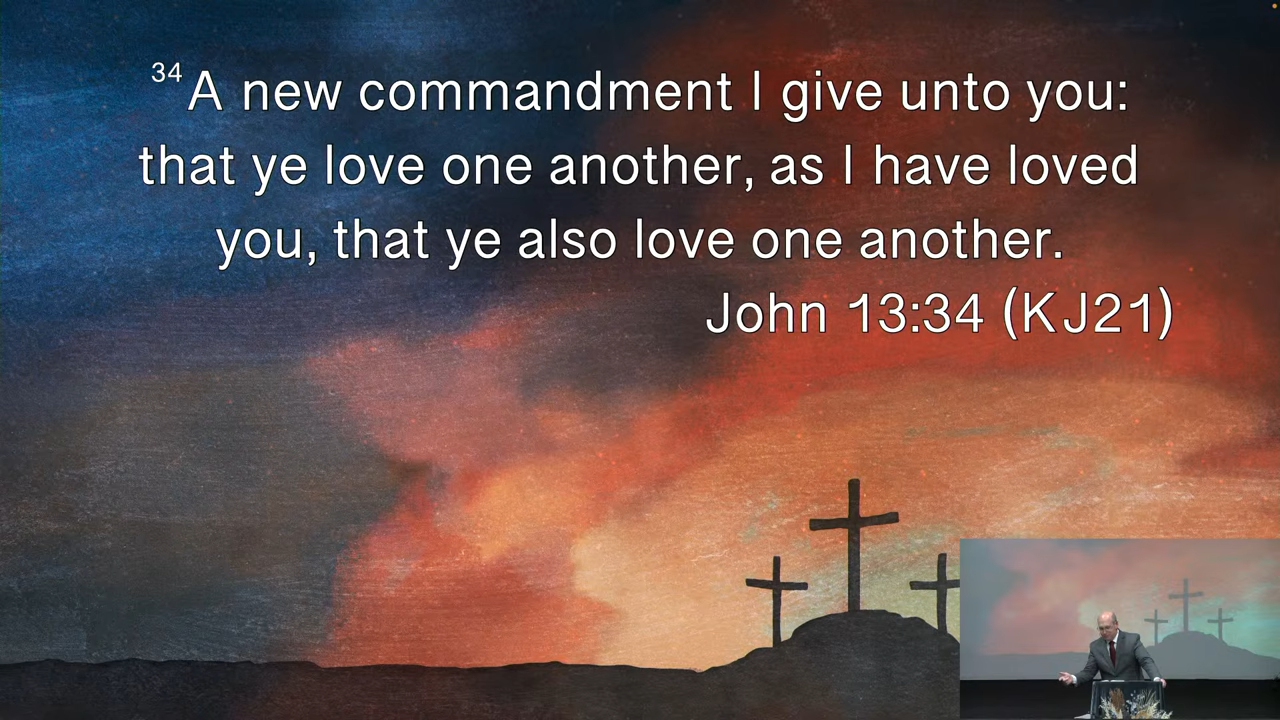 34 A new commandment I give unto you:
that ye love one another, as I have loved
you, that ye also love one another.
John 13:34 (KJ21)